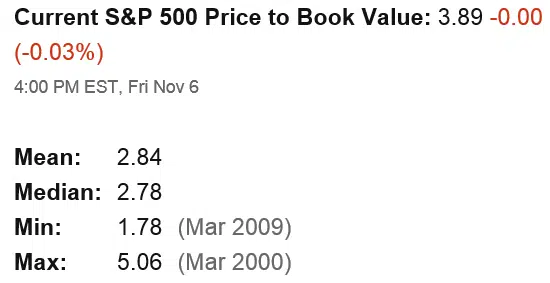 Current S&P 500 Price to Book Value: 3.89 -0.00
(-0.03%)
4:00 PM EST, Fri Nov 6
Mean: 2.84
Median: 2.78
Min: 1.78 (Mar 2009)
Max: 5.06 (Mar 2000)